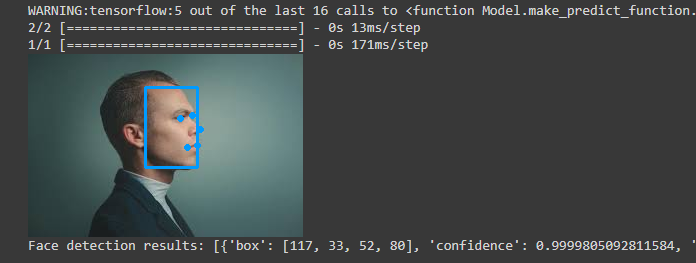 WARNING:tensorflow:5 out of the last 16 calls to <function Model.make_predict_function.
2/2 [==============================] - 0s 13ms/step
1/1 [==============================] - 0s 171ms/step
Face detection results: [{'box': [117, 33, 52, 80], 'confidence': 0.9999805092811584, '